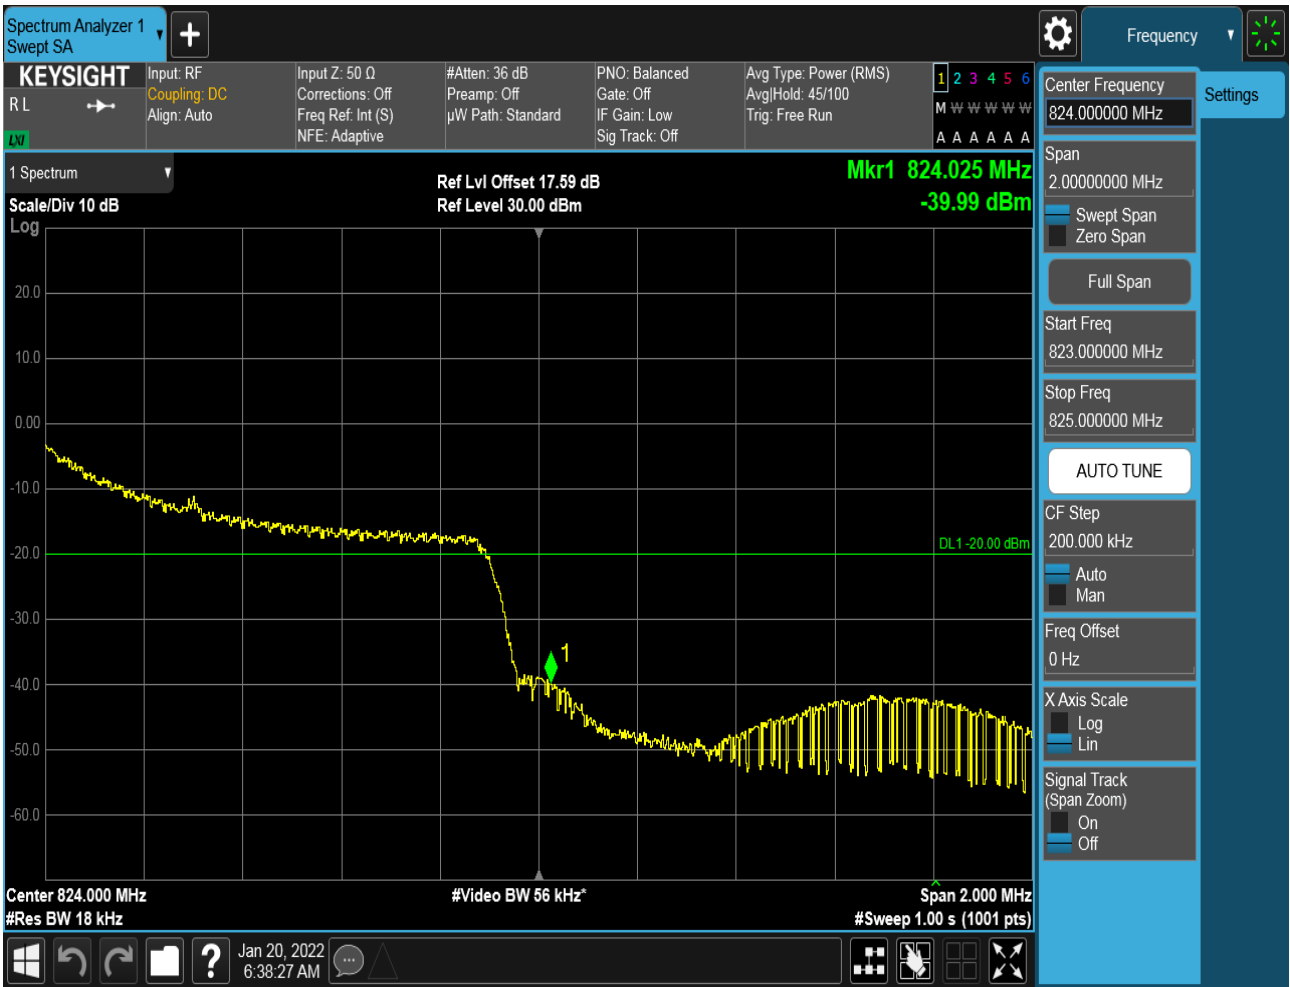 Spectrum Analyzer 1
Swept SA
+
Frequency
KEYSIGHT
R L
LXI
Input: RF
Coupling: DC
Align: Auto
Input Z: 50 Ω
Corrections: Off
Freq Ref: Int (S)
NFE: Adaptive
#Atten: 36 dB
Preamp: Off
µW Path: Standard
PNO: Balanced
Gate: Off
IF Gain: Low
Sig Track: Off
Avg Type: Power (RMS)
Avg|Hold: 45/100
Trig: Free Run
1 2 3 4 5 6
M W W W W W
A A A A A A
1 Spectrum
Scale/Div 10 dB
Log
Ref Lvl Offset 17.59 dB
Ref Level 30.00 dBm
Mkr1 824.025 MHz
-39.99 dBm
20.0
10.0
0.00
-10.0
-20.0
-30.0
-40.0
-50.0
-60.0
DL1 -20.00 dBm
1
Center 824.000 MHz
#Res BW 18 kHz
#Video BW 56 kHz*
Span 2.000 MHz
#Sweep 1.00 s (1001 pts)
?
Jan 20, 2022
6:38:27 AM
Center Frequency
824.000000 MHz
Settings
Span
2.00000000 MHz
Swept Span
Zero Span
Full Span
Start Freq
823.000000 MHz
Stop Freq
825.000000 MHz
AUTO TUNE
CF Step
200.000 kHz
Auto
Man
Freq Offset
0 Hz
X Axis Scale
Log
Lin
Signal Track
(Span Zoom)
On
Off